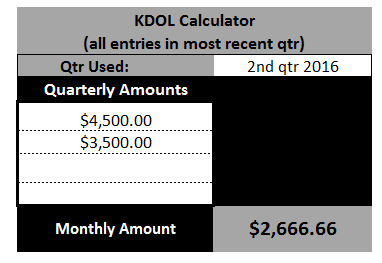 KDOL Calculator
(all entries in most recent qtr)
Qtr Used: 2nd qtr 2016
Quarterly Amounts
$4,500.00
$3,500.00
Monthly Amount $2,666.66